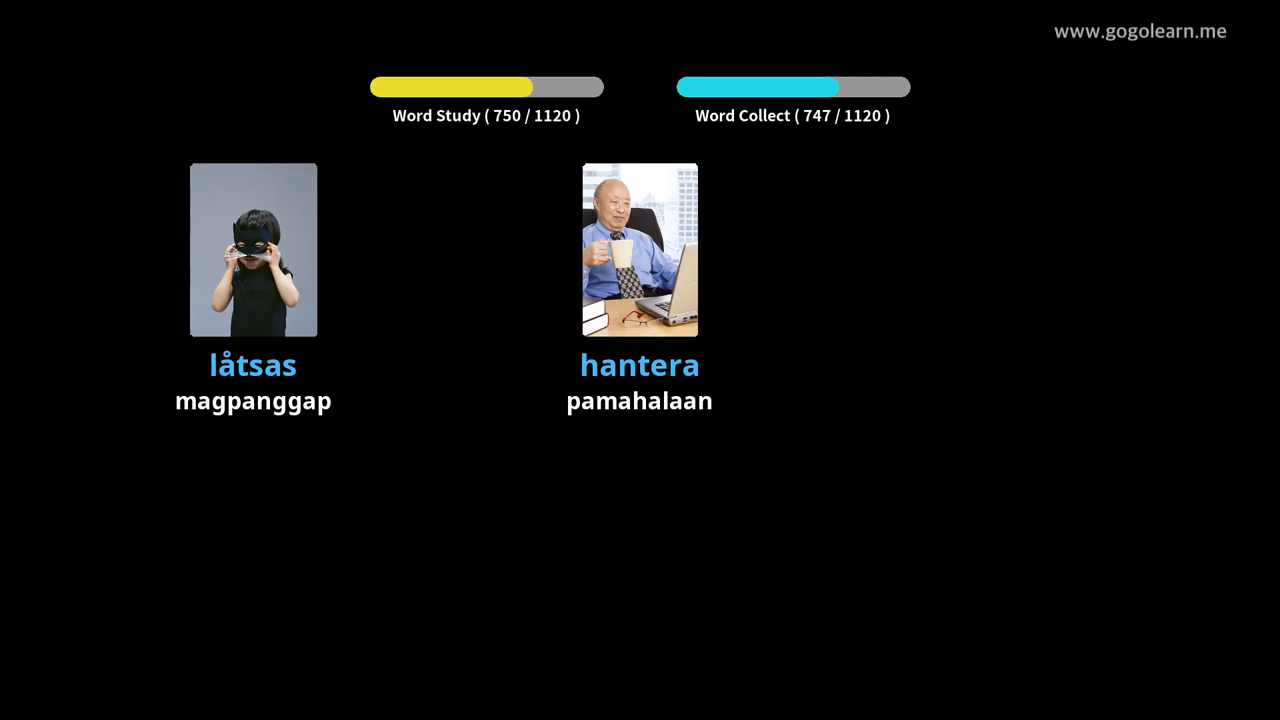 www.gogolearn.me
Word Study ( 750 / 1120 )
Word Collect ( 747 / 1120 )
låtsas
magpanggap
hantera
pamahalaan